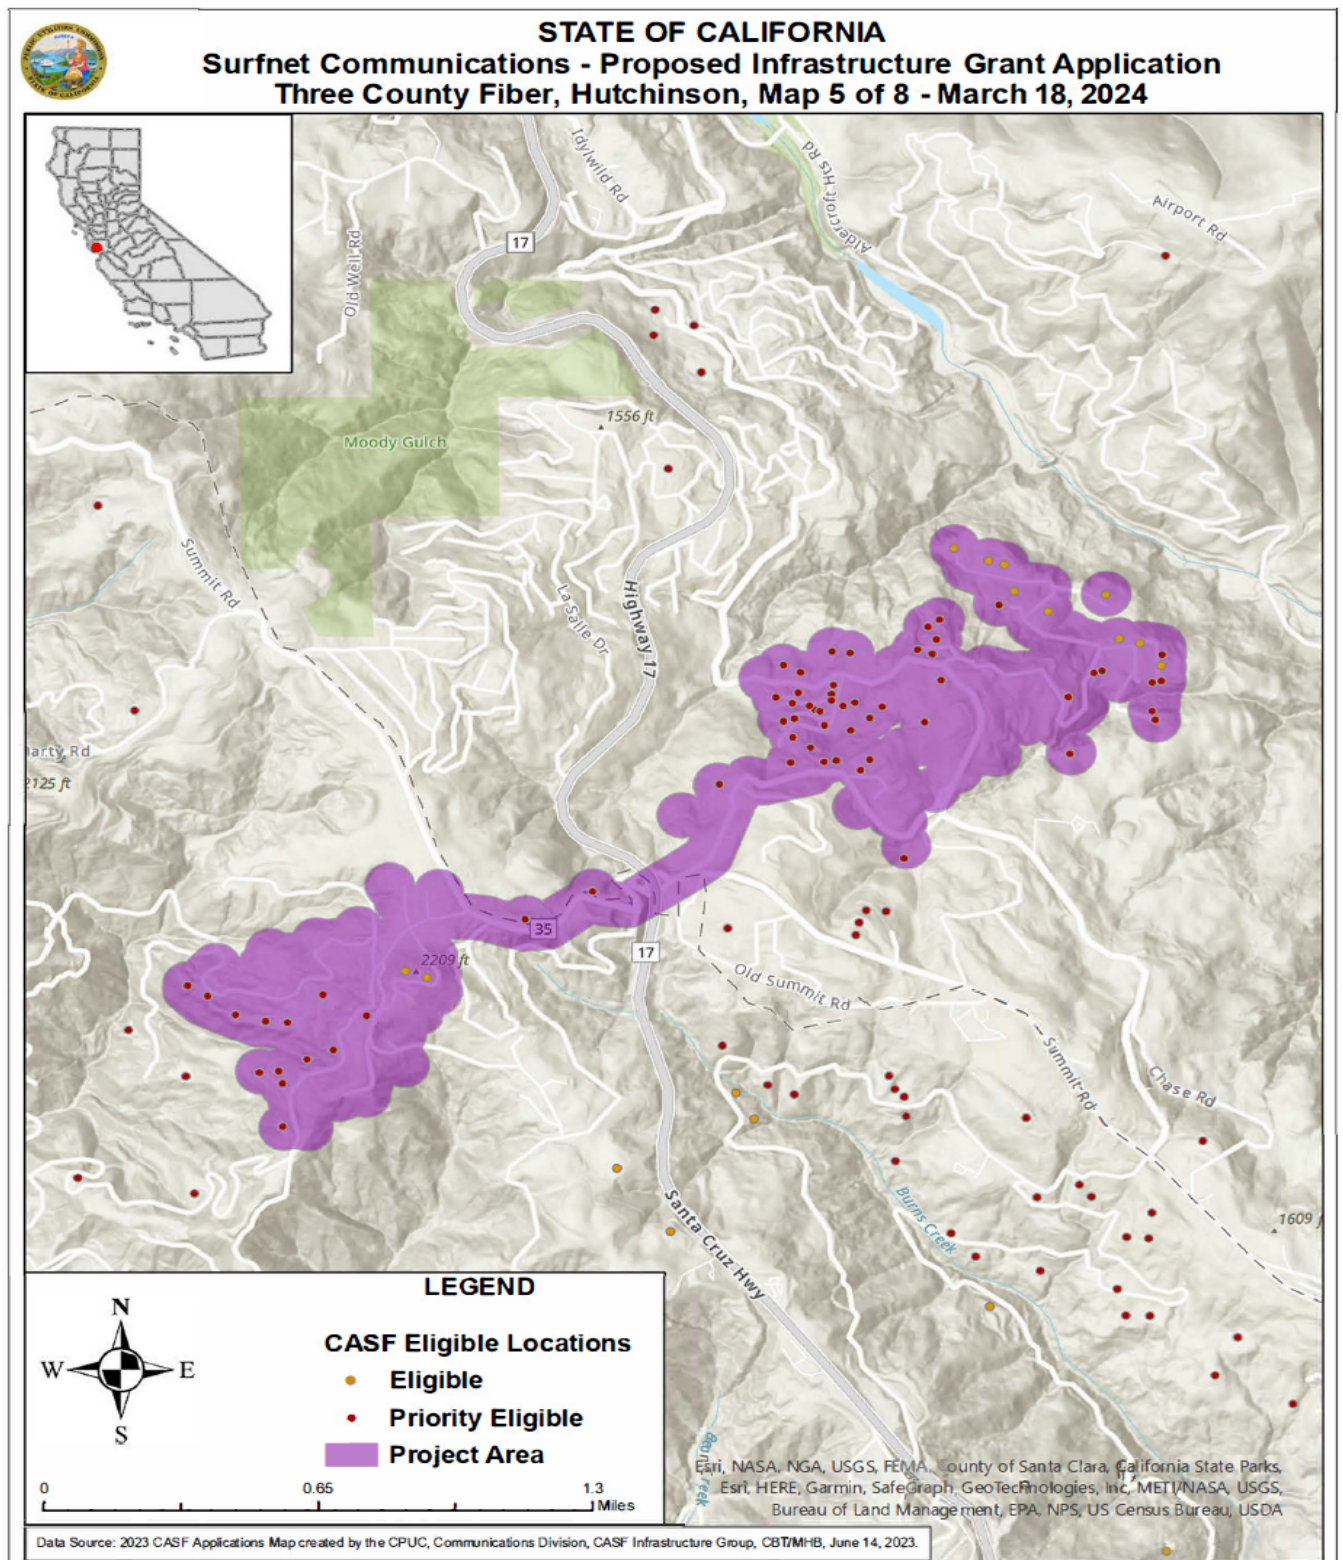 STATE OF CALIFORNIA
Surfnet Communications - Proposed Infrastructure Grant Application
Three County Fiber, Hutchinson, Map 5 of 8 - March 18, 2024
Idylwild Rd
Aldercroft Hts Rd
Airport Rd
17
Old Well Rd
1556 ft
Moody Gulch
Summit Rd
La Salle Dr
Highway 17
arty Rd
2125 ft
35
2209 ft
17
Old Summit Rd
Summit Rd
Chase Rd
Burns Creek
Santa Cruz Hwy
1609 f
LEGEND
N
W
E
S
CASF Eligible Locations
Eligible
Priority Eligible
Project Area
0
0.65
1.3
Miles
Esri, NASA, NGA, USGS, FEMA, County of Santa Clara, California State Parks,
Esri, HERE, Garmin, SafeGraph, GeoTechnologies, Inc, METI/NASA, USGS,
Bureau of Land Management, EPA, NPS, US Census Bureau, USDA
Data Source: 2023 CASF Applications Map created by the CPUC, Communications Division, CASF Infrastructure Group, CBT/MHB, June 14, 2023.